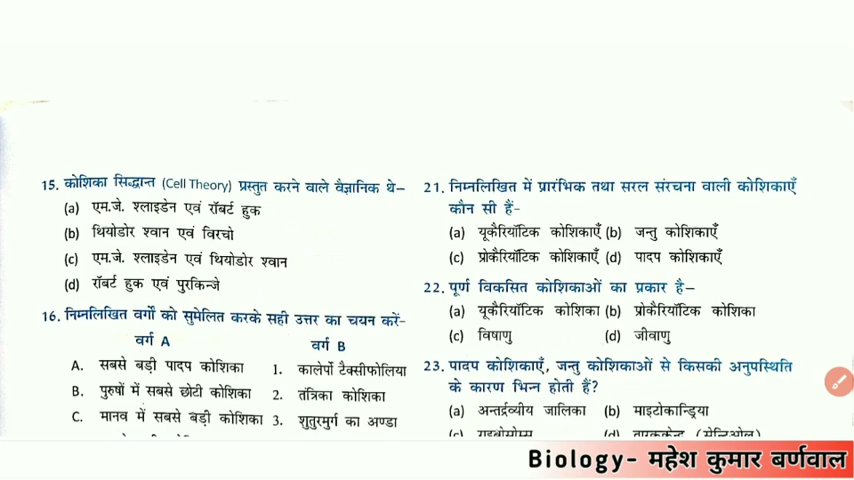 15. कोशिका सिद्धान्त (Cell Theory) प्रस्तुत करने वाले वैज्ञानिक थे–
(a) एम.जे. श्लाइडेन एवं रॉबर्ट हुक
(b) थियोडोर श्वान एवं विरचो
(c) एम.जे. श्लाइडेन एवं थियोडोर श्वान
(d) रॉबर्ट हुक एवं पुरकिन्जे
16. निम्नलिखित वर्गों को सुमेलित करके सही उत्तर का चयन करें-
वर्ग A वर्ग B
A. सबसे बड़ी पादप कोशिका 1. कालेर्पा टैक्सीफोलिया
B. पुरुषों में सबसे छोटी कोशिका 2. तंत्रिका कोशिका
C. मानव में सबसे बड़ी कोशिका 3. शुतुरमुर्ग का अण्डा
21. निम्नलिखित में प्रारंभिक तथा सरल संरचना वाली कोशिकाएँ
कौन सी हैं-
(a) यूकैरियॉटिक कोशिकाएँ (b) जन्तु कोशिकाएँ
(c) प्रोकैरियॉटिक कोशिकाएँ (d) पादप कोशिकाएँ
22. पूर्ण विकसित कोशिकाओं का प्रकार है–
(a) यूकैरियॉटिक कोशिका (b) प्रोकैरियॉटिक कोशिका
(c) विषाणु (d) जीवाणु
23. पादप कोशिकाएँ, जन्तु कोशिकाओं से किसकी अनुपस्थिति
के कारण भिन्न होती हैं?
(a) अन्तर्द्रव्यीय जालिका (b) माइटोकान्ड्रिया
(c) राइबोसोम्स (d) तारककेन्द्र (सेन्ट्रिओल)
Biology- महेश कुमार बर्णवाल